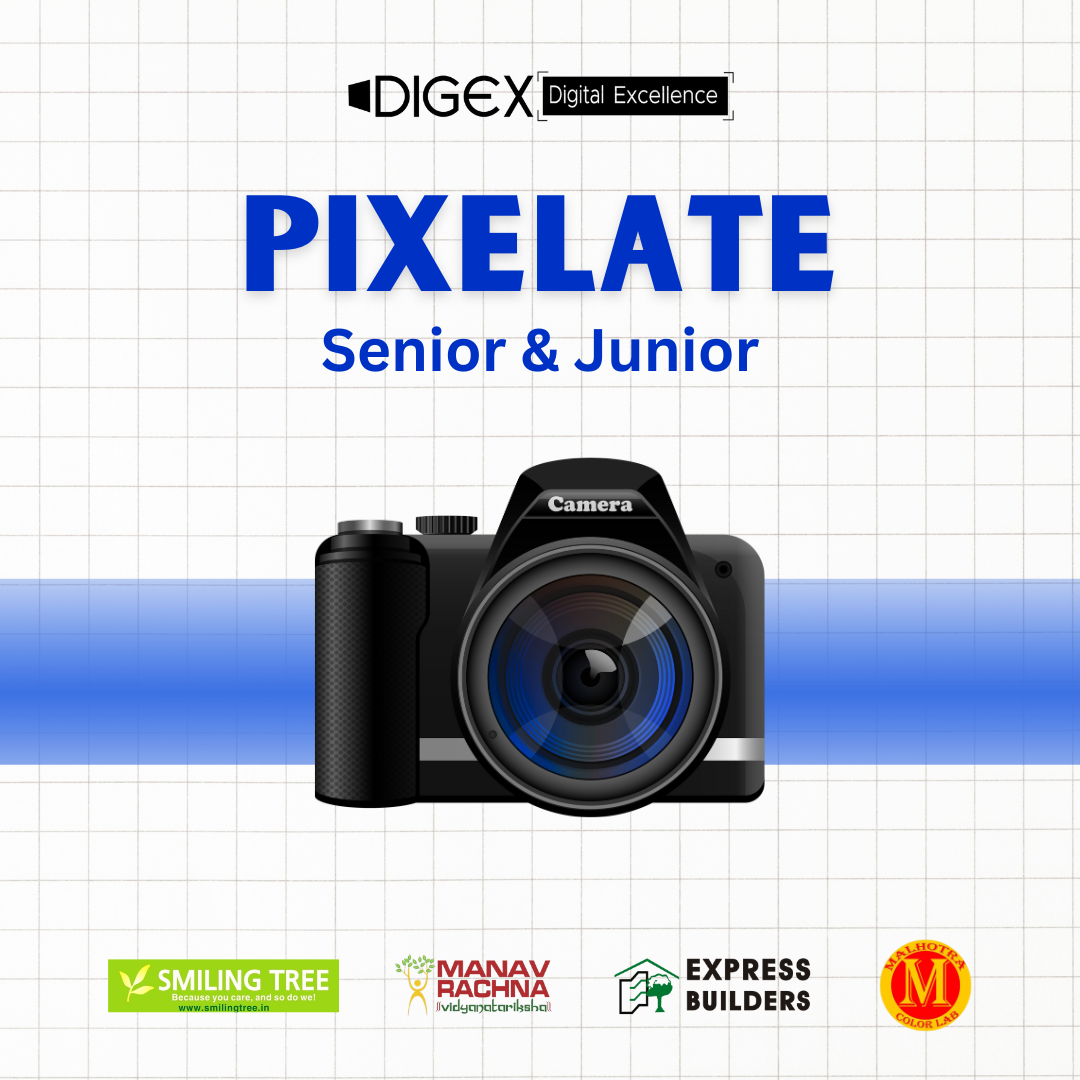 DIGEX Digital Excellence
PIXELATE
Senior & Junior
Camera
SMILING TREE
Because you care, and so do we!
www.smilingtree.in
MANAV
RACHNA
vidyanatariksha
EXPRESS
BUILDERS
MALHOTRA
M
COLOR LAB